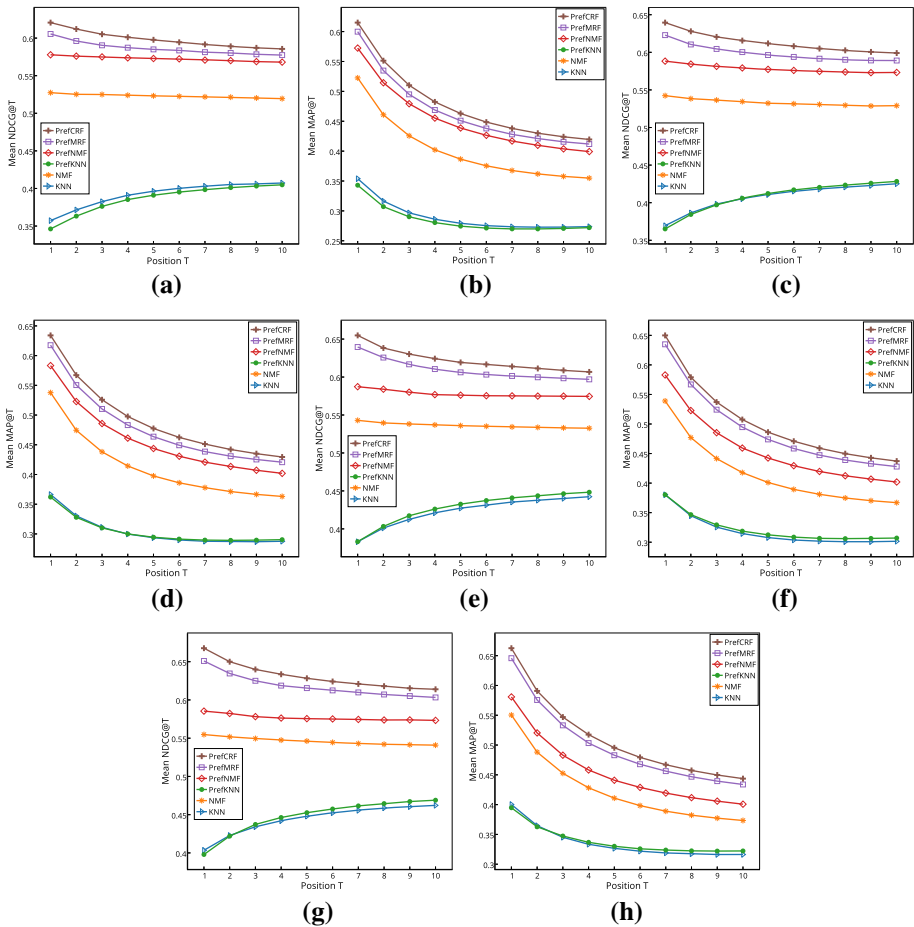 Mean NDCG@T
0.6
0.55
0.5
0.4
0.35
PrefCRF
PrefMRF
PrefNMF
PrefKNN
NMF
KNN
1 2 3 4 5 6 7 8 9 10
Position T
(a)
Mean MAP@T
0.6
0.55
0.5
0.45
0.4
0.35
0.3
0.25
PrefCRF
PrefMRF
PrefNMF
PrefKNN
NMF
KNN
1 2 3 4 5 6 7 8 9 10
Position T
(b)
Mean NDCG@T
0.65
0.6
0.55
0.5
0.4
0.35
PrefCRF
PrefMRF
PrefNMF
PrefKNN
NMF
KNN
1 2 3 4 5 6 7 8 9 10
Position T
(c)
Mean MAP@T
0.65
0.6
0.55
0.5
0.45
0.4
0.35
0.3
PrefCRF
PrefMRF
PrefNMF
PrefKNN
NMF
KNN
1 2 3 4 5 6 7 8 9 10
Position T
(d)
Mean NDCG@T
0.65
0.6
0.55
0.45
0.4
PrefCRF
PrefMRF
PrefNMF
PrefKNN
NMF
KNN
1 2 3 4 5 6 7 8 9 10
Position T
(e)
Mean MAP@T
0.65
0.6
0.55
0.5
0.45
0.4
0.35
0.3
PrefCRF
PrefMRF
PrefNMF
PrefKNN
NMF
KNN
1 2 3 4 5 6 7 8 9 10
Position T
(f)
Mean NDCG@T
0.65
0.6
0.55
0.5
0.45
0.4
PrefCRF
PrefMRF
PrefNMF
PrefKNN
NMF
KNN
1 2 3 4 5 6 7 8 9 10
Position T
(g)
Mean MAP@T
0.65
0.6
0.55
0.5
0.45
0.4
0.35
0.3
PrefCRF
PrefMRF
PrefNMF
PrefKNN
NMF
KNN
1 2 3 4 5 6 7 8 9 10
Position T
(h)